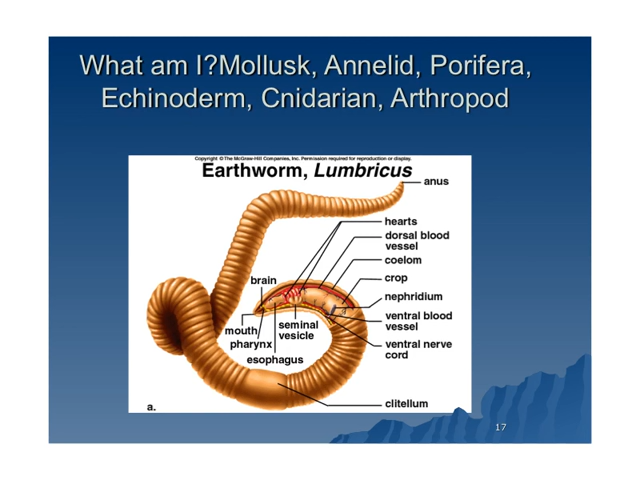 What am I?Mollusk, Annelid, Porifera,
Echinoderm, Cnidarian, Arthropod
Copyright © The McGraw-Hill Companies, Inc. Permission required for reproduction or display.
Earthworm, Lumbricus
anus
hearts
dorsal blood
vessel
coelom
crop
brain
nephridium
ventral blood
vessel
mouth
seminal
vesicle
pharynx
ventral nerve
cord
esophagus
clitellum
a.
17